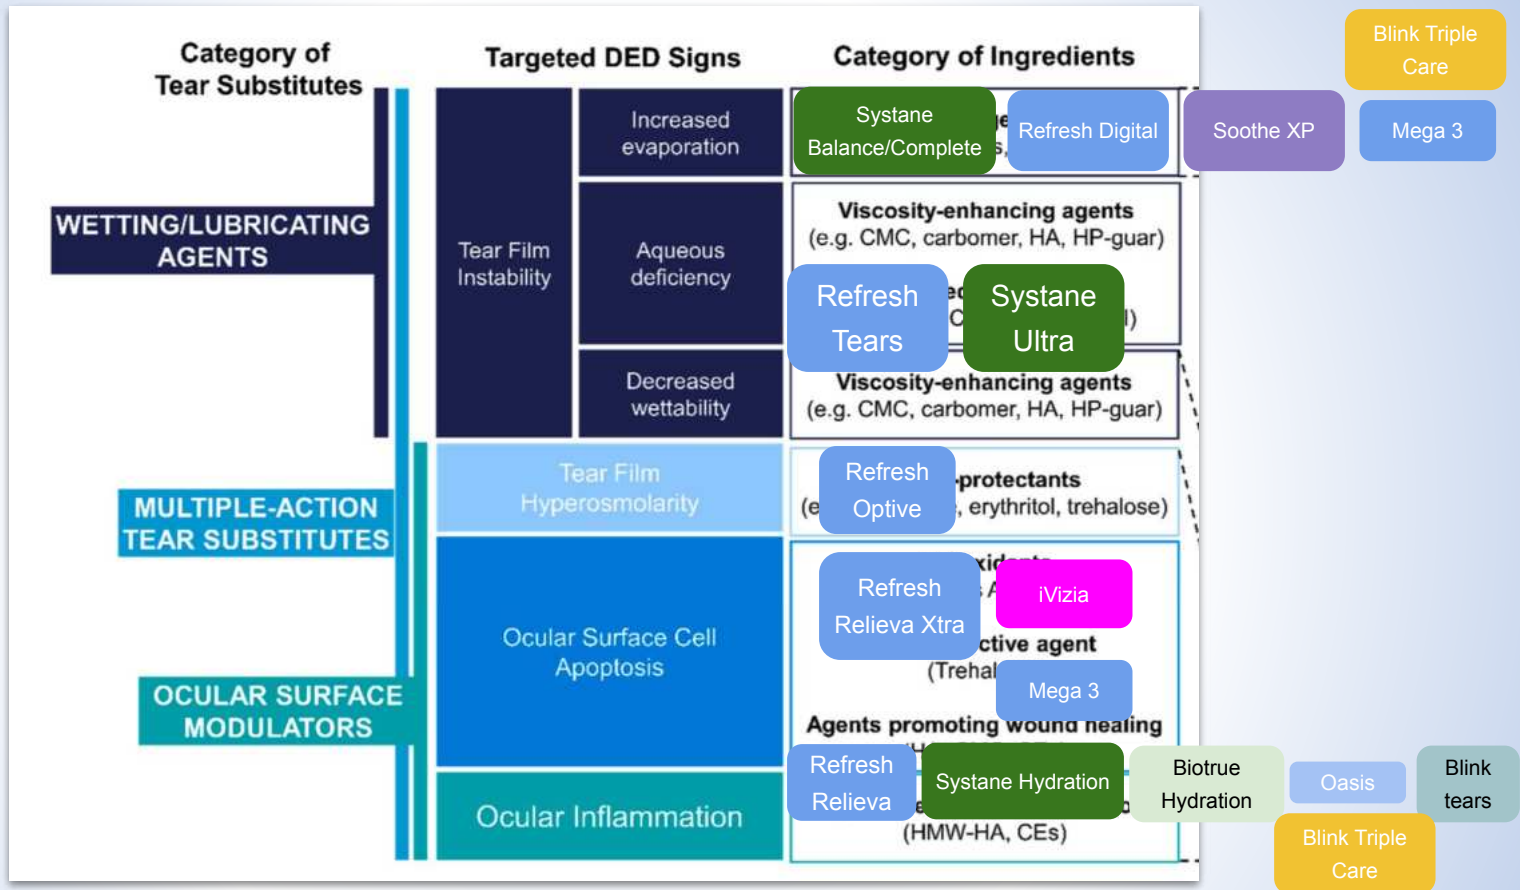 Category of
Tear Substitutes
Targeted DED Signs
Category of Ingredients
Blink Triple
Care
WETTING/LUBRICATING
AGENTS
Tear Film
Instability
Increased
evaporation
Systane
Balance/Complete
Refresh Digital
Soothe XP
Mega 3
Aqueous
deficiency
Viscosity-enhancing agents
(e.g. CMC, carbomer, HA, HP-guar)
Refresh
Tears
Systane
Ultra
Decreased
wettability
Viscosity-enhancing agents
(e.g. CMC, carbomer, HA, HP-guar)
MULTIPLE-ACTION
TEAR SUBSTITUTES
Tear Film
Hyperosmolarity
Refresh
Optive
-protectants
, erythritol, trehalose)
OCULAR SURFACE
MODULATORS
Ocular Surface Cell
Apoptosis
Refresh
Relieva Xtra
iVizia
agent
Mega 3
Agents promoting wound healing
Ocular Inflammation
Refresh
Relieva
Systane Hydration
Biotrue
Hydration
Oasis
Blink
tears
(HMW-HA, CEs)
Blink Triple
Care